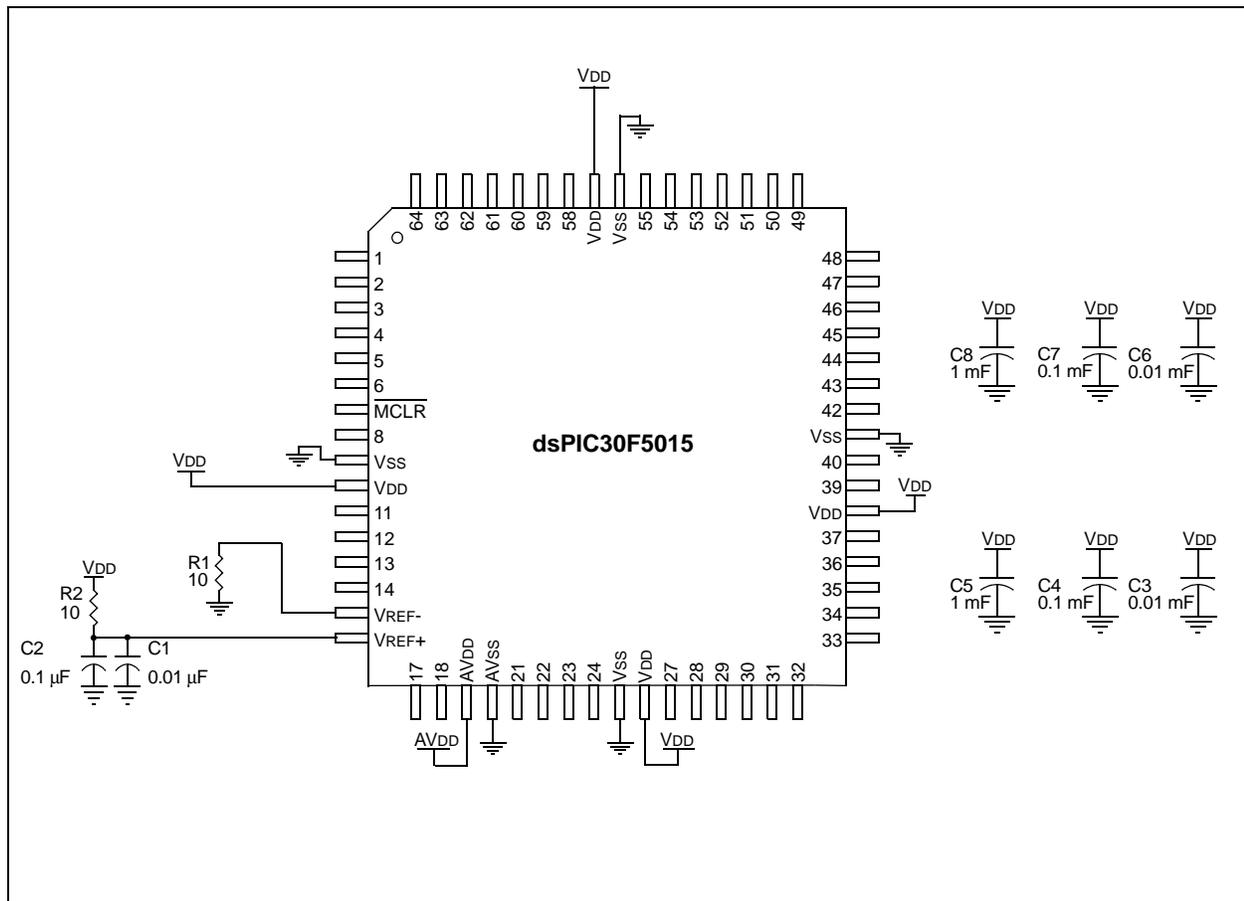 VDD
64 63 62 61 60 59 58 VDD VSS 55 54 53 52 51 50 49
1
2
3
4
5
6
MCLR
8
VSS
VDD
VDD
11
12
13
14
VREF-
VREF+
R1
10
VDD
R2
10
C2
0.1 µF
C1
0.01 µF
dsPIC30F5015
48
47
46
45
44
43
42
VSS
40
39
VDD
VDD
37
36
35
34
33
17 18 AVDD AVSS 21 22 23 24 VSS VDD 27 28 29 30 31 32
AVDD
VDD
VDD
C8
1 mF
VDD
C7
0.1 mF
VDD
C6
0.01 mF
VDD
C5
1 mF
VDD
C4
0.1 mF
VDD
C3
0.01 mF